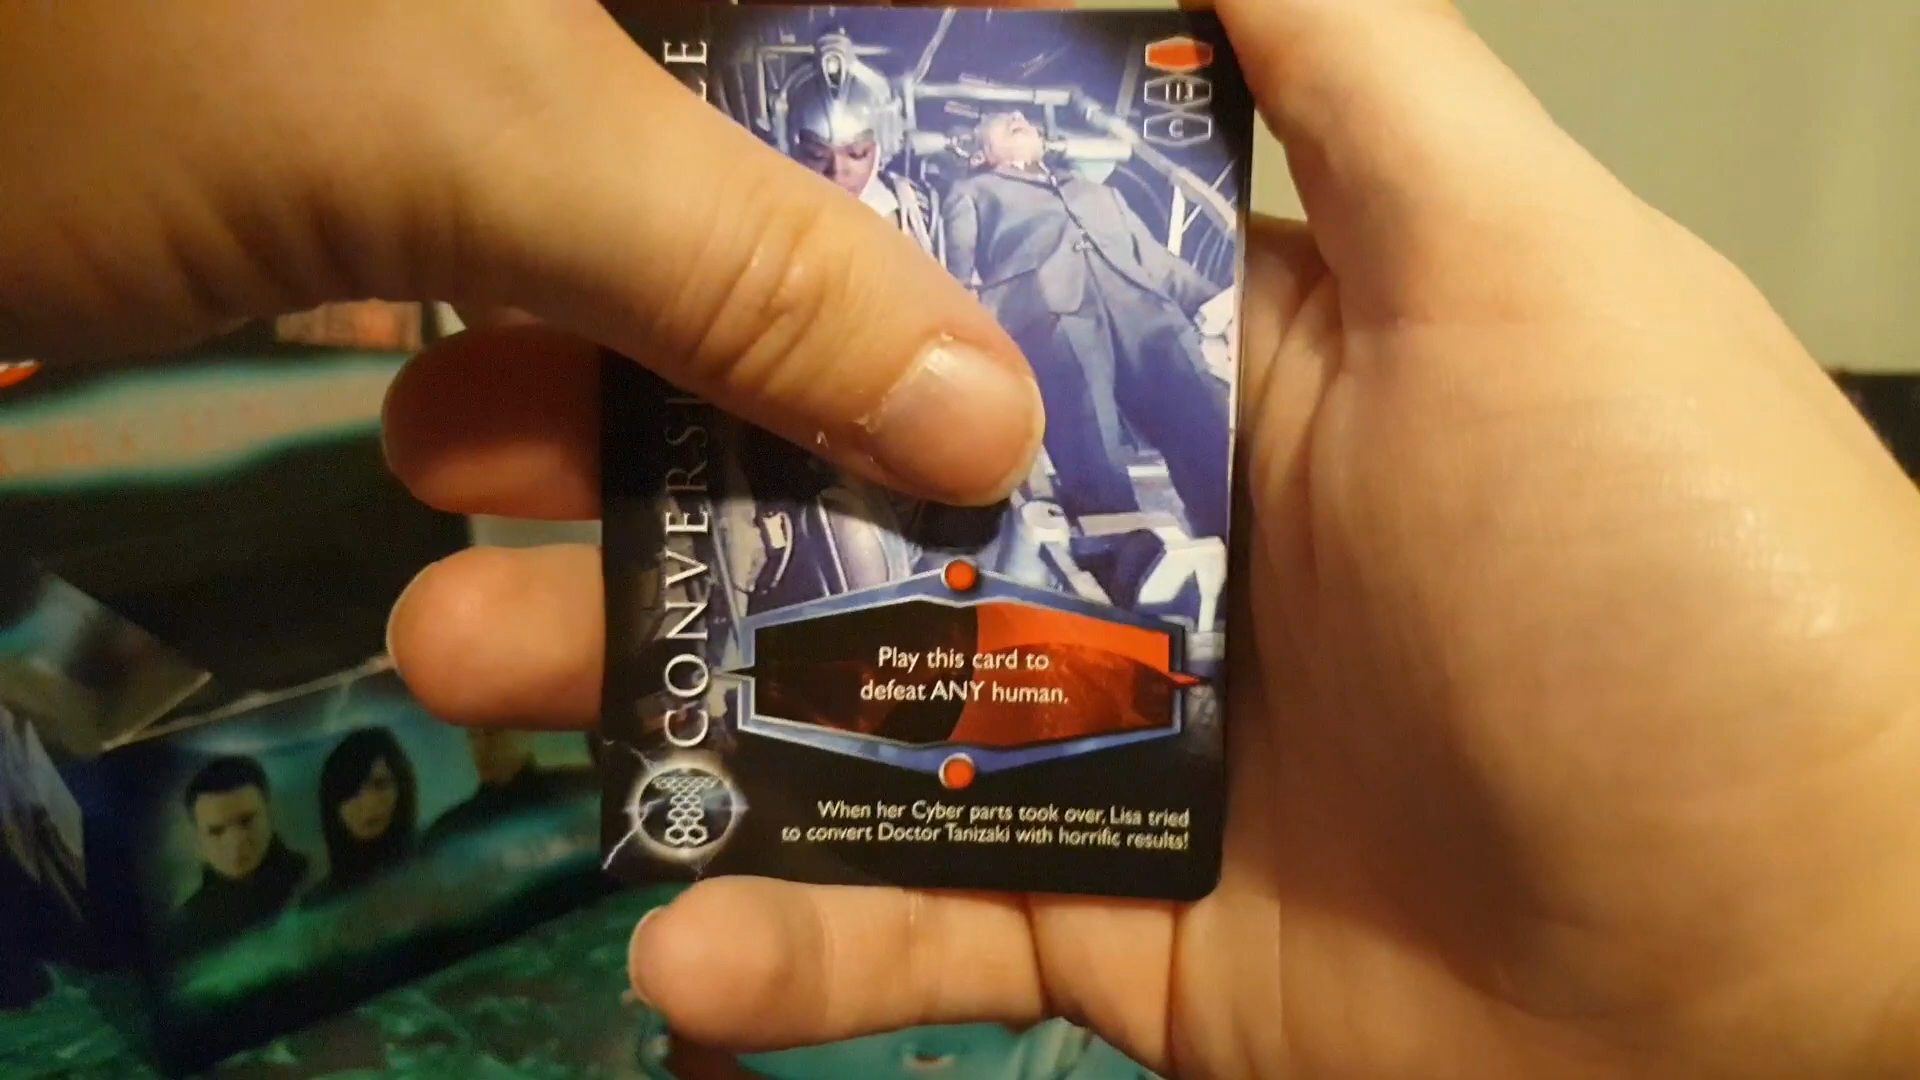 CONVERSI
LE
C
Play this card to
defeat ANY human.
When her Cyber parts took over, Lisa tried
to convert Doctor Tanizaki with horrific results!